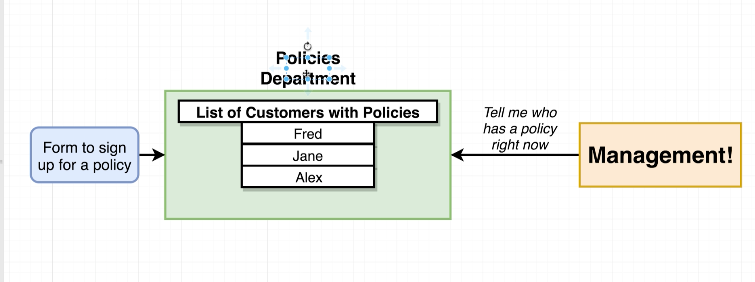 Policies
Department
List of Customers with Policies
Fred
Jane
Alex
Form to sign
up for a policy
Tell me who
has a policy
right now
Management!